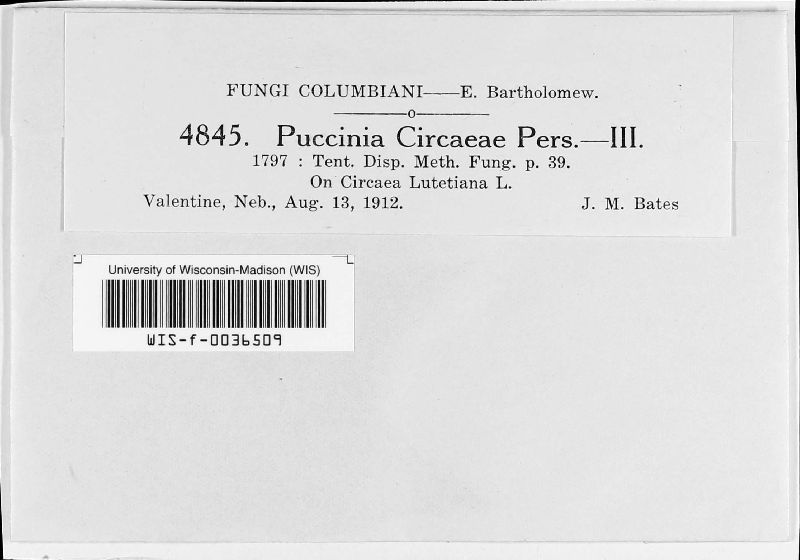 FUNGI COLUMBIANI——E. Bartholomew.
4845. Puccinia Circaeae Pers.—III.
1797 : Tent. Disp. Meth. Fung. p. 39.
On Circaea Lutetiana L.
Valentine, Neb., Aug. 13, 1912. J. M. Bates
University of Wisconsin-Madison (WIS)
WIS-f-0036509